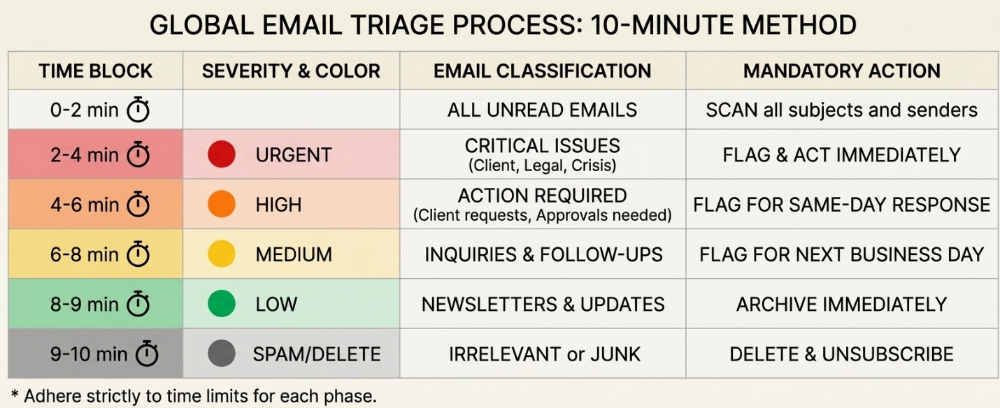 GLOBAL EMAIL TRIAGE PROCESS: 10-MINUTE METHOD
TIME BLOCK
SEVERITY & COLOR
EMAIL CLASSIFICATION
MANDATORY ACTION
0-2 min
ALL UNREAD EMAILS
SCAN all subjects and senders
2-4 min
URGENT
CRITICAL ISSUES
(Client, Legal, Crisis)
FLAG & ACT IMMEDIATELY
4-6 min
HIGH
ACTION REQUIRED
(Client requests, Approvals needed)
FLAG FOR SAME-DAY RESPONSE
6-8 min
MEDIUM
INQUIRIES & FOLLOW-UPS
FLAG FOR NEXT BUSINESS DAY
8-9 min
LOW
NEWSLETTERS & UPDATES
ARCHIVE IMMEDIATELY
9-10 min
SPAM/DELETE
IRRELEVANT or JUNK
DELETE & UNSUBSCRIBE
* Adhere strictly to time limits for each phase.